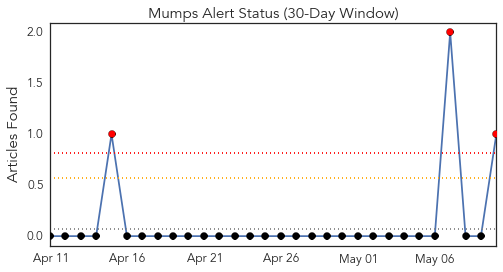 Mumps Alert Status (30-Day Window)
Articles Found
2.0
1.5
1.0
0.5
0.0
Apr 11 Apr 16 Apr 21 Apr 26 May 01 May 06